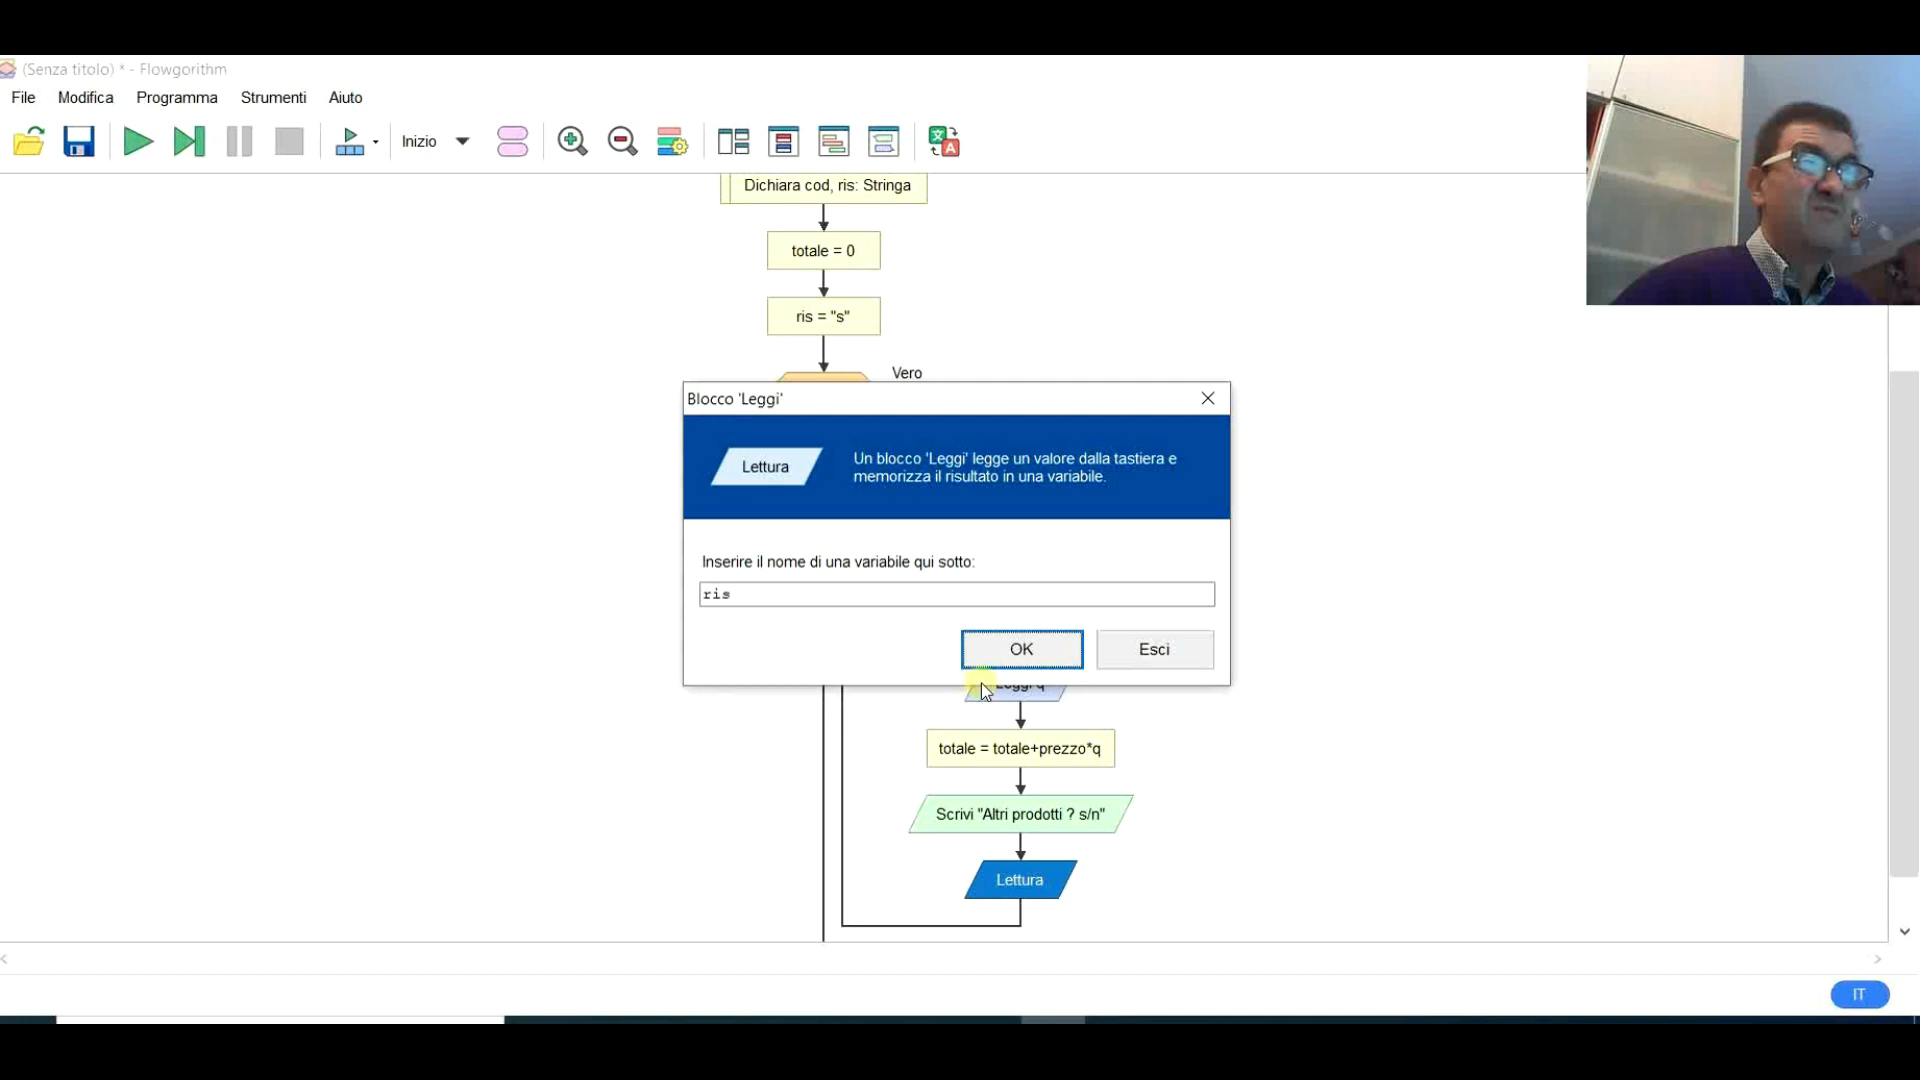 (Senza titolo) * - Flowgorithm
File Modifica Programma Strumenti Aiuto
Inizio
Dichiara cod, ris: Stringa
totale = 0
ris = "s"
Vero
Blocco 'Leggi'
Lettura
Un blocco 'Leggi' legge un valore dalla tastiera e
memorizza il risultato in una variabile.
Inserire il nome di una variabile qui sotto:
ris
OK Esci
Leggi q
totale = totale+prezzo*q
Scrivi "Altri prodotti ? s/n"
Lettura
IT